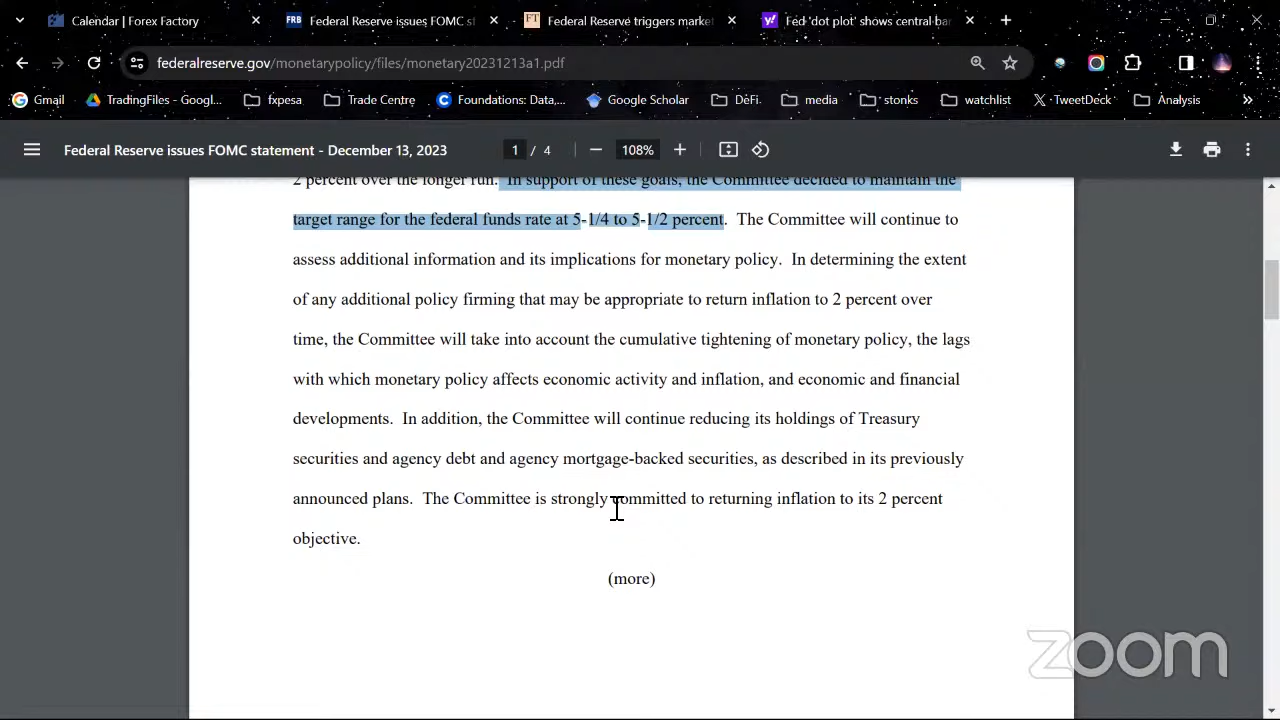 Calendar | Forex Factory
FRB Federal Reserve issues FOMC st
FT Federal Reserve triggers market
y! Fed 'dot plot' shows central bar
federalreserve.gov/monetarypolicy/files/monetary20231213a1.pdf
Gmail TradingFiles - Googl... fxpesa Trade Centre Foundations: Data,... Google Scholar DeFi media stonks watchlist TweetDeck Analysis
Federal Reserve issues FOMC statement - December 13, 2023 1 / 4 108%
2 percent over the longer run. In support of these goals, the Committee decided to maintain the
target range for the federal funds rate at 5-1/4 to 5-1/2 percent. The Committee will continue to
assess additional information and its implications for monetary policy. In determining the extent
of any additional policy firming that may be appropriate to return inflation to 2 percent over
time, the Committee will take into account the cumulative tightening of monetary policy, the lags
with which monetary policy affects economic activity and inflation, and economic and financial
developments. In addition, the Committee will continue reducing its holdings of Treasury
securities and agency debt and agency mortgage-backed securities, as described in its previously
announced plans. The Committee is strongly committed to returning inflation to its 2 percent
objective.
(more)
zoom